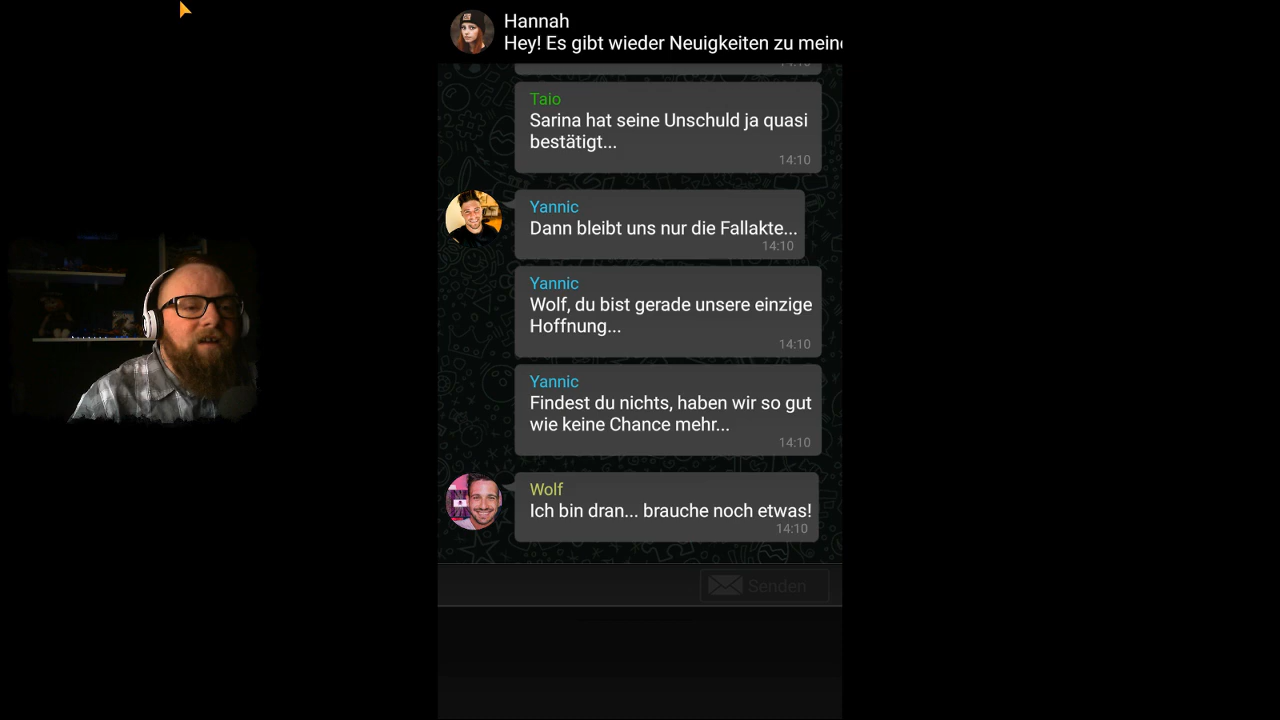 Hannah
Hey! Es gibt wieder Neuigkeiten zu mein
Taio
Sarina hat seine Unschuld ja quasi
bestätigt...
14:10
Yannic
Dann bleibt uns nur die Fallakte...
14:10
Yannic
Wolf, du bist gerade unsere einzige
Hoffnung...
14:10
Yannic
Findest du nichts, haben wir so gut
wie keine Chance mehr...
14:10
Wolf
Ich bin dran... brauche noch etwas!
14:10
Senden